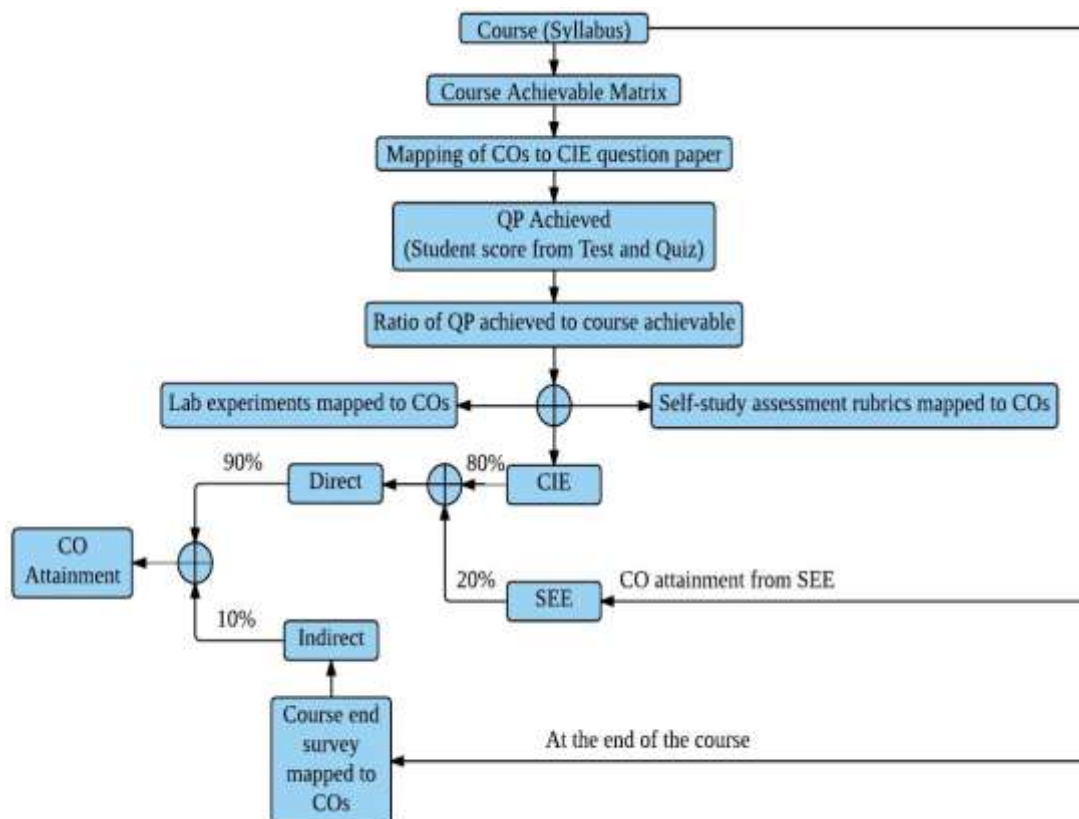 Course (Syllabus)
Course Achievable Matrix
Mapping of COs to CIE question paper
QP Achieved
(Student score from Test and Quiz)
Ratio of QP achieved to course achievable
Lab experiments mapped to COs
Self-study assessment rubrics mapped to COs
90%
Direct
80%
CIE
CO
Attainment
20%
SEE
CO attainment from SEE
10%
Indirect
Course end
survey
mapped to
COs
At the end of the course